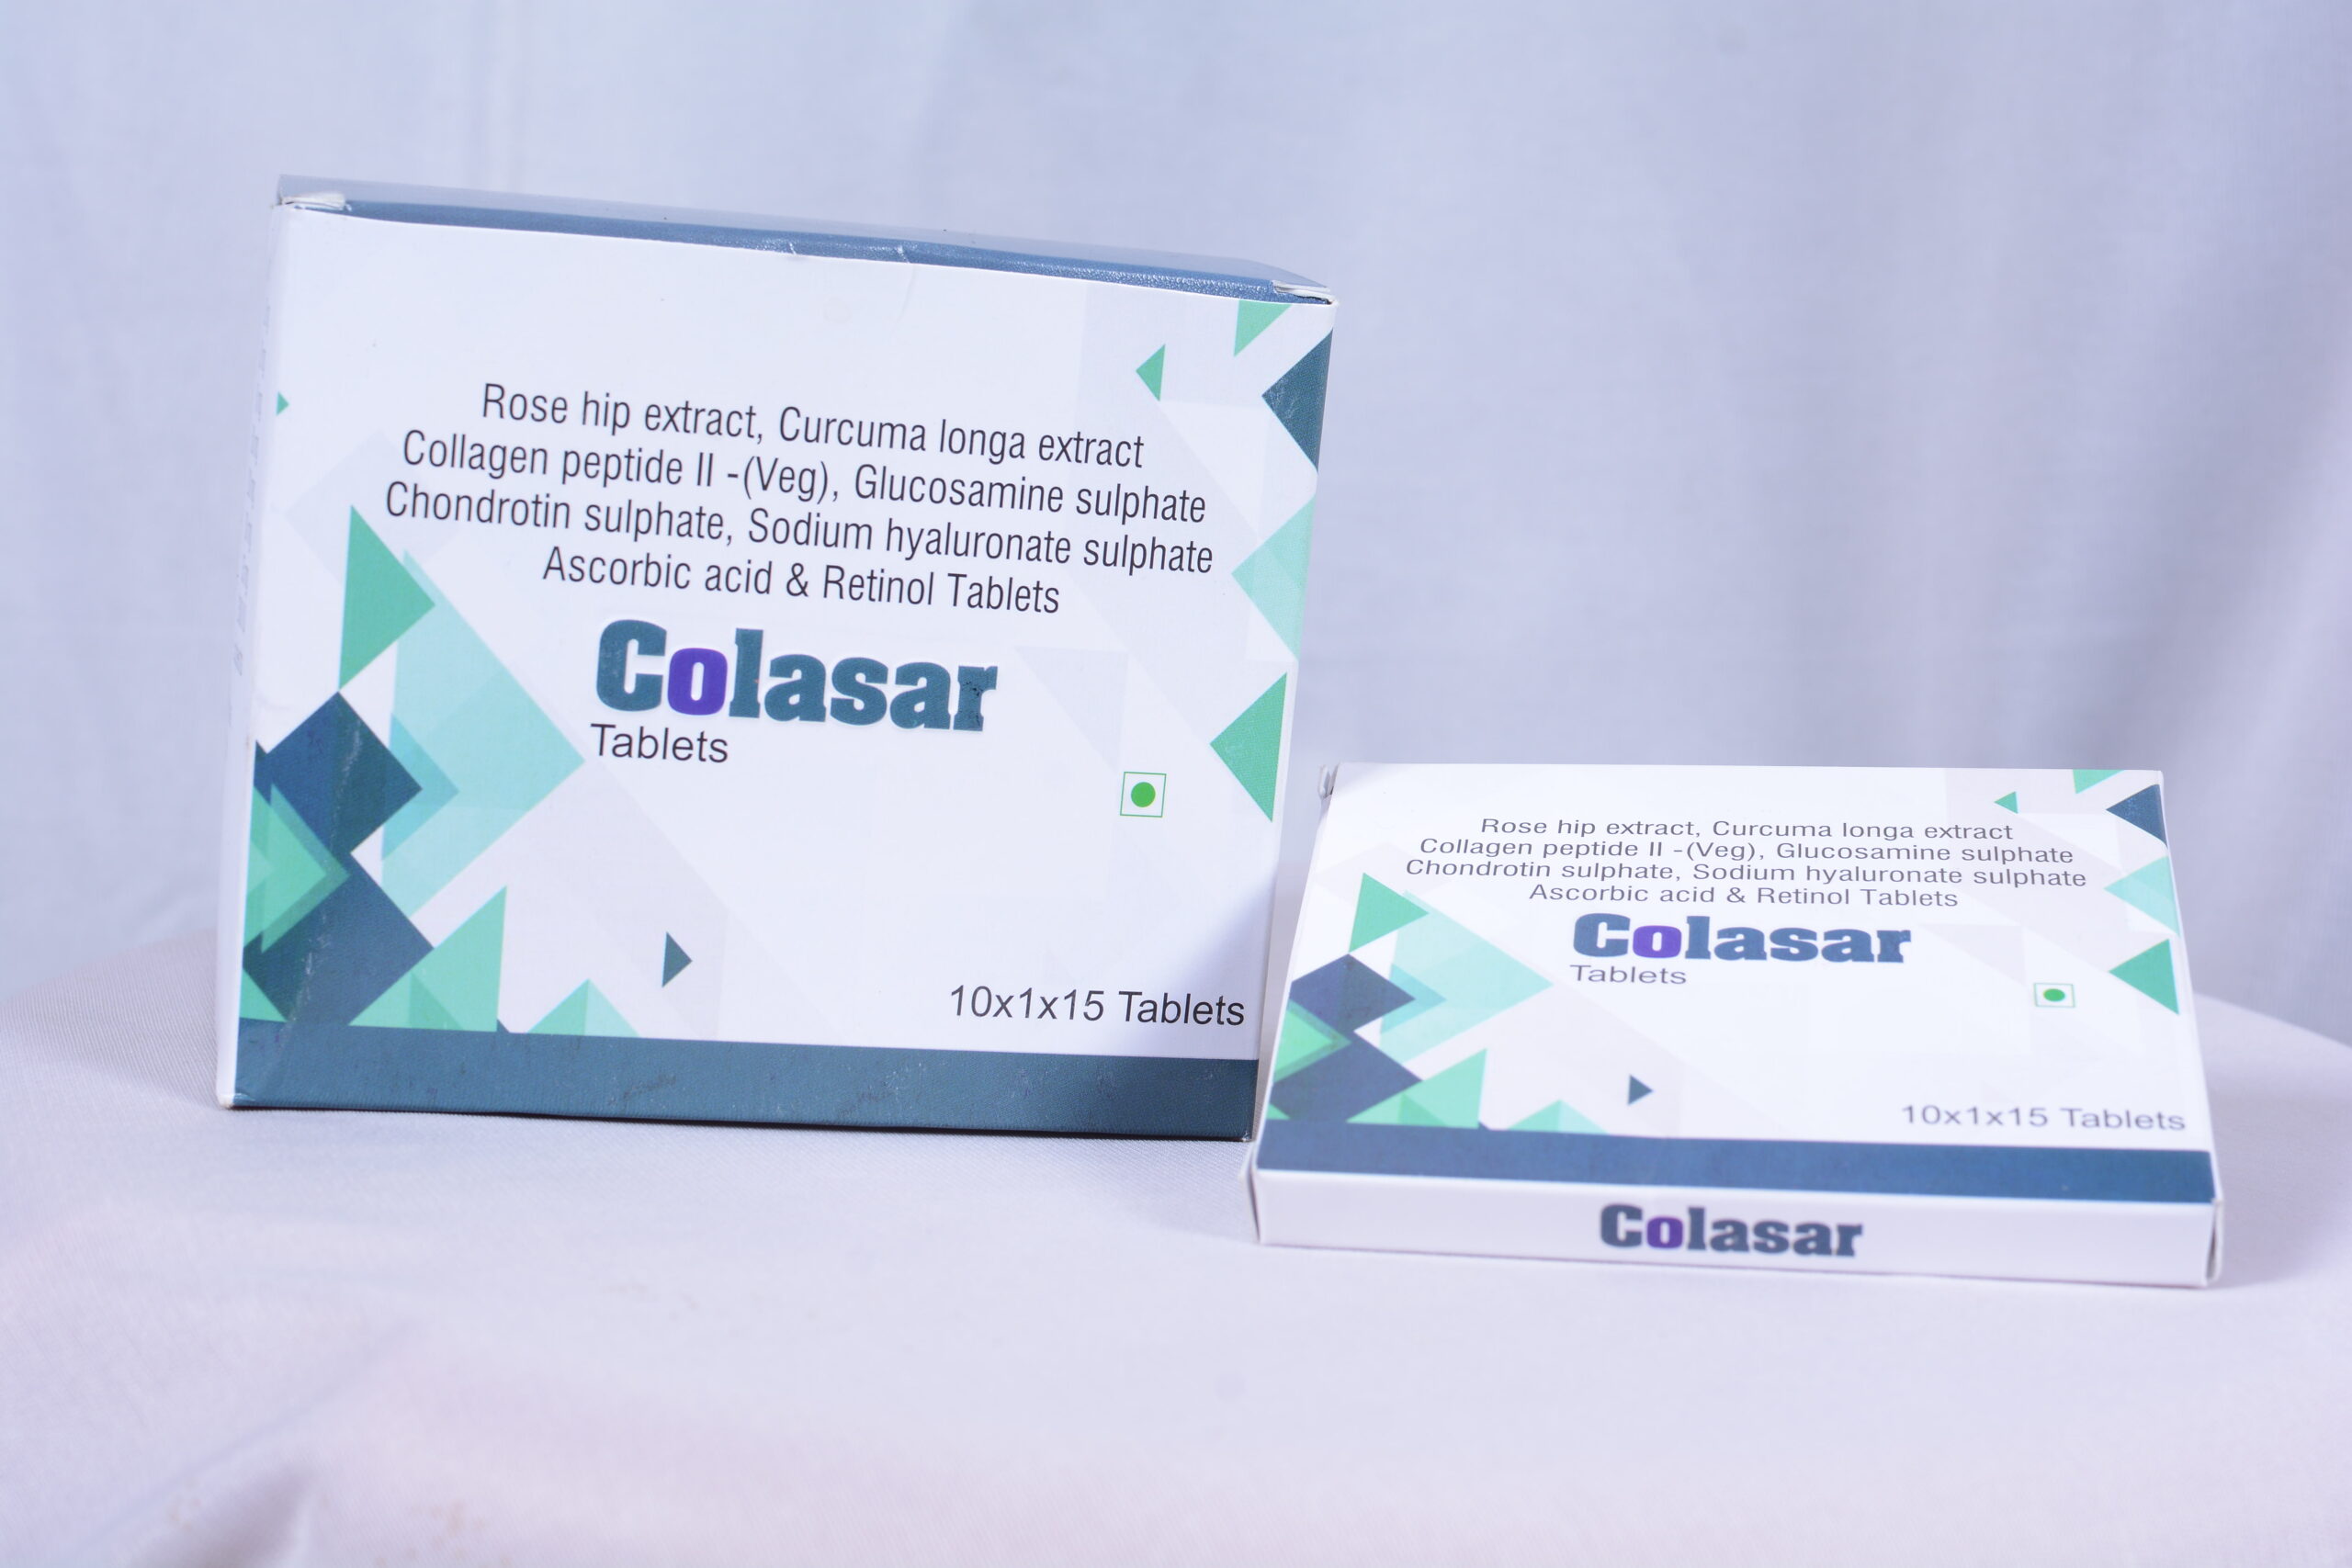 Rose hip extract, Curcuma longa extract
Collagen peptide II -(Veg), Glucosamine sulphate
Chondrotin sulphate, Sodium hyaluronate sulphate
Ascorbic acid & Retinol Tablets
Colasar
Tablets
10x1x15 Tablets
Rose hip extract, Curcuma longa extract
Collagen peptide II -(Veg), Glucosamine sulphate
Chondrotin sulphate, Sodium hyaluronate sulphate
Ascorbic acid & Retinol Tablets
Colasar
Tablets
10x1x15 Tablets
Colasar